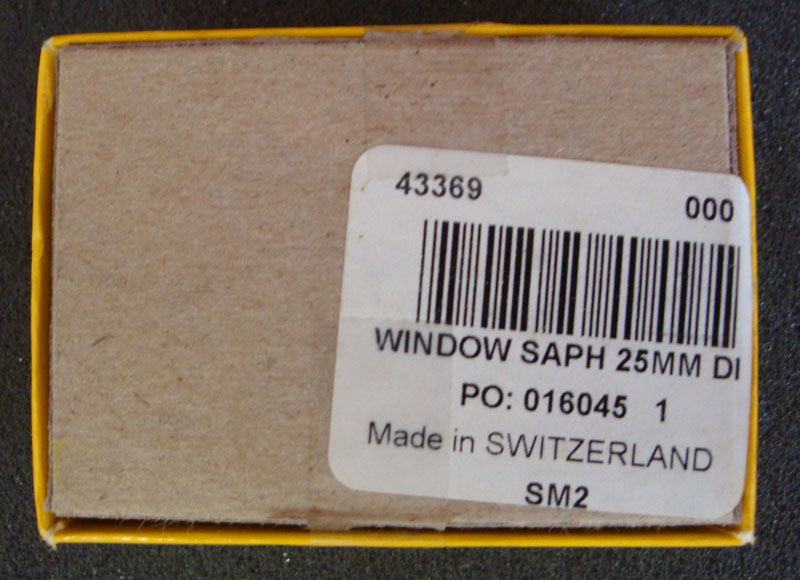 43369 000
WINDOW SAPH 25MM DI
PO: 016045 1
Made in SWITZERLAND
SM2